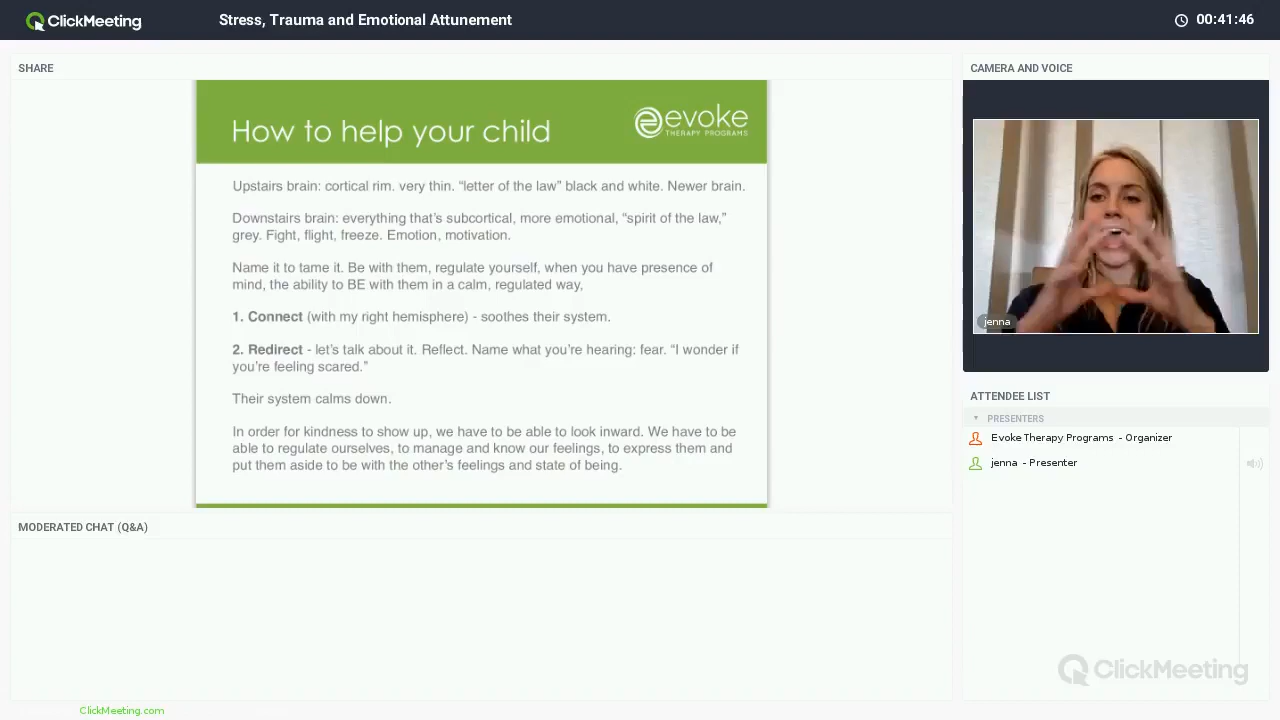 ClickMeeting
Stress, Trauma and Emotional Attunement
00:41:46
SHARE
CAMERA AND VOICE
How to help your child
evoke
THERAPY PROGRAMS
Upstairs brain: cortical rim. very thin. “letter of the law” black and white. Newer brain.
Downstairs brain: everything that’s subcortical, more emotional, “spirit of the law,”
grey. Fight, flight, freeze. Emotion, motivation.
Name it to tame it. Be with them, regulate yourself, when you have presence of
mind, the ability to BE with them in a calm, regulated way,
1. Connect (with my right hemisphere) - soothes their system.
2. Redirect - let’s talk about it. Reflect. Name what you’re hearing: fear. “I wonder if
you’re feeling scared.”
Their system calms down.
In order for kindness to show up, we have to be able to look inward. We have to be
able to regulate ourselves, to manage and know our feelings, to express them and
put them aside to be with the other’s feelings and state of being.
jenna
ATTENDEE LIST
PRESENTERS
Evoke Therapy Programs - Organizer
jenna - Presenter
MODERATED CHAT (Q&A)
ClickMeeting
ClickMeeting.com